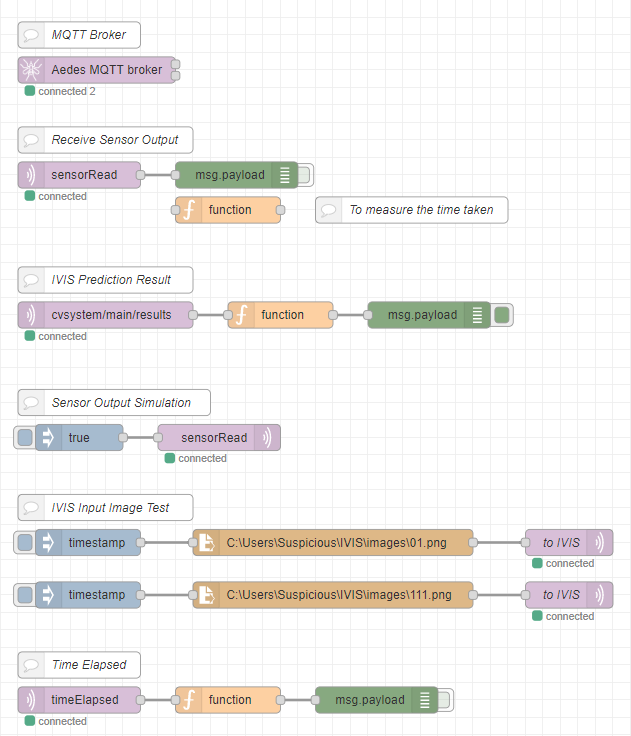 MQTT Broker
Aedes MQTT broker
connected 2
Receive Sensor Output
sensorRead msg.payload
connected
function To measure the time taken
IVIS Prediction Result
cvsystem/main/results function msg.payload
connected
Sensor Output Simulation
true sensorRead
connected
IVIS Input Image Test
timestamp C:\Users\Suspicious\IVIS\images\01.png to IVIS
connected
timestamp C:\Users\Suspicious\IVIS\images\111.png to IVIS
connected
Time Elapsed
timeElapsed function msg.payload
connected